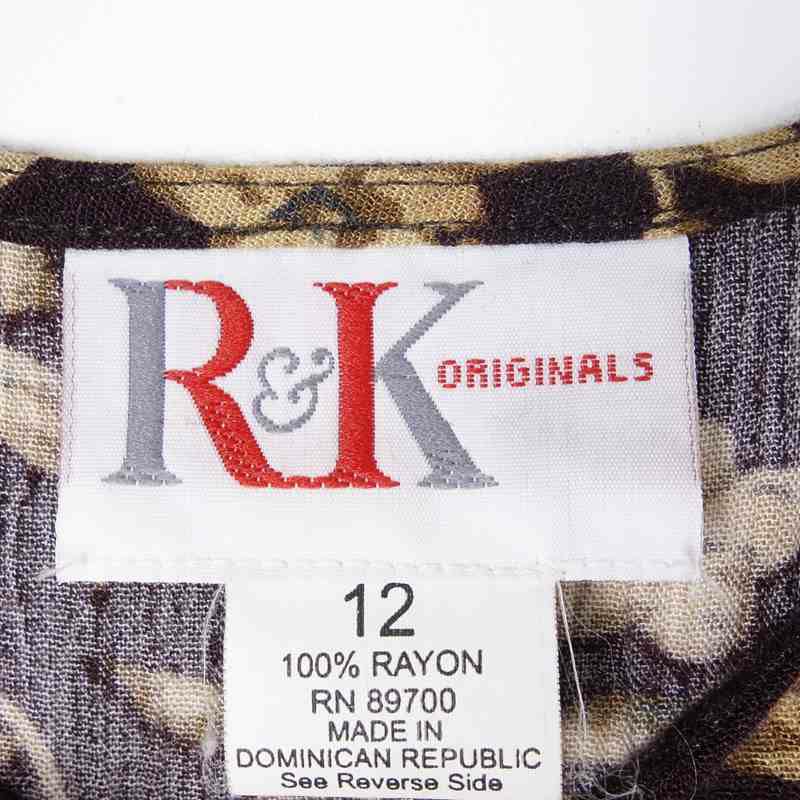 R&K ORIGINALS
12
100% RAYON
RN 89700
MADE IN
DOMINICAN REPUBLIC
See Reverse Side